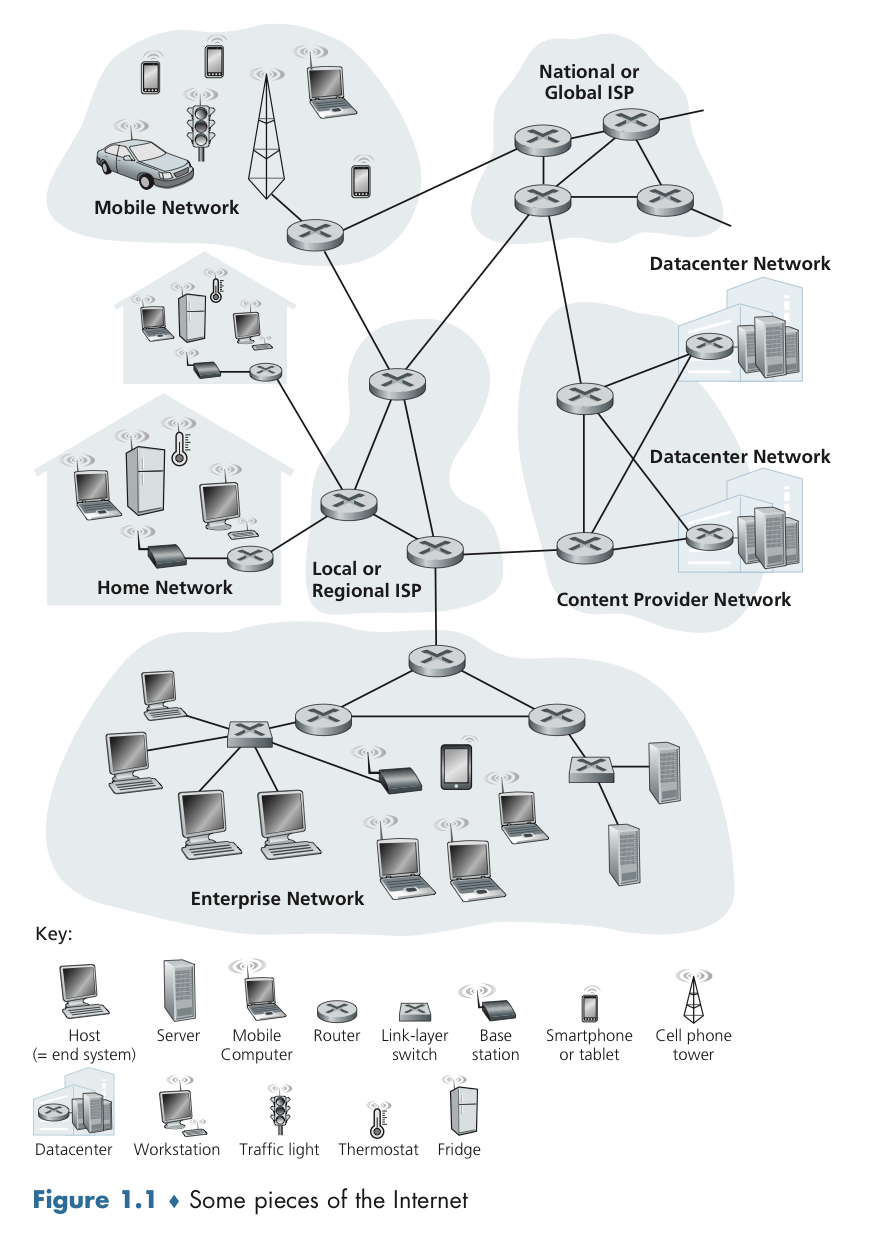 National or
Global ISP
Mobile Network
Datacenter Network
Datacenter Network
Local or
Regional ISP
Home Network
Content Provider Network
Enterprise Network
Key:
Host
(= end system)
Server
Mobile
Computer
Router
Link-layer
switch
Base
station
Smartphone
or tablet
Cell phone
tower
Datacenter
Workstation
Traffic light
Thermostat
Fridge
Figure 1.1 ♦ Some pieces of the Internet